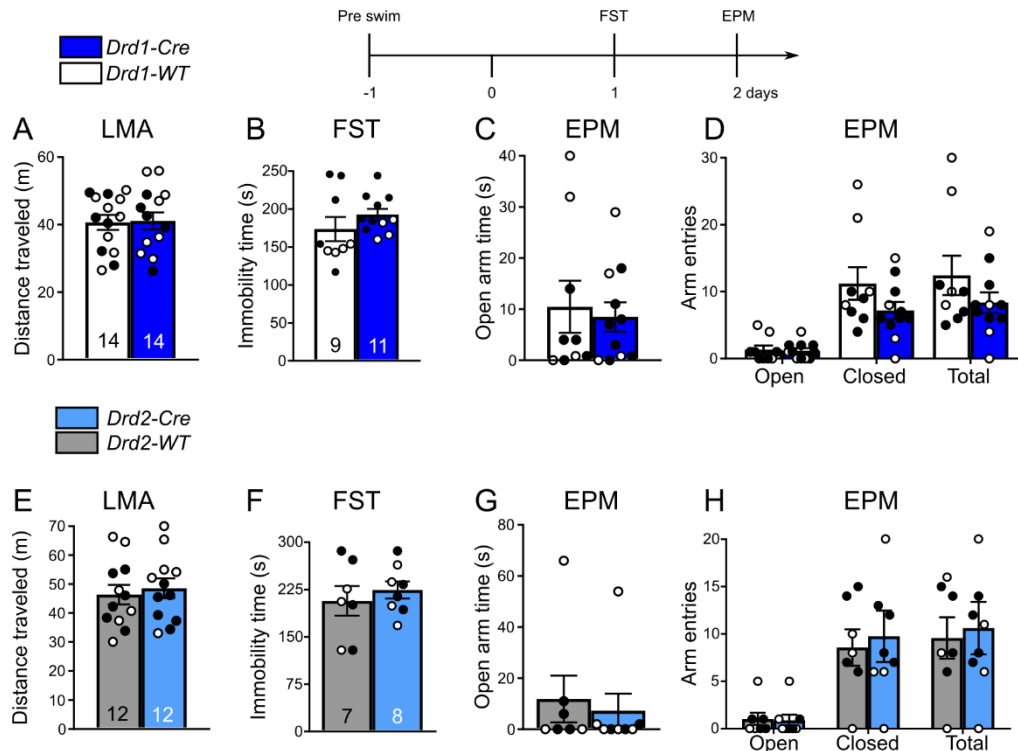 Pre swim FST EPM
Drd1-Cre
Drd1-WT
-1 0 1 2 days
A LMA
Distance traveled (m)
60
40
20
0
14 14
B FST
Immobility time (s)
250
200
150
100
50
0
9 11
C EPM
Open arm time (s)
40
30
20
10
0
D EPM
Arm entries
30
20
10
0
Open Closed Total
Drd2-Cre
Drd2-WT
E LMA
Distance traveled (m)
70
60
50
40
30
20
10
0
12 12
F FST
Immobility time (s)
300
225
150
75
0
7 8
G EPM
Open arm time (s)
80
60
40
20
0
H EPM
Arm entries
20
15
10
5
0
Open Closed Total